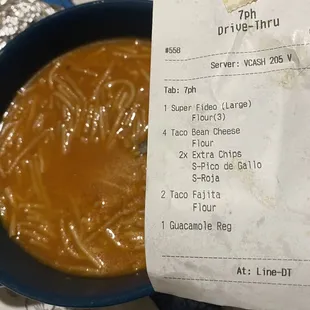 7ph
Drive-Thru
#558
Server: VCASH 205 V
Tab: 7ph
1 Super Fideo (Large)
Flour(3)
4 Taco Bean Cheese
Flour
2x Extra Chips
S-Pico de Gallo
S-Roja
2 Taco Fajita
Flour
1 Guacamole Reg
At: Line-DT